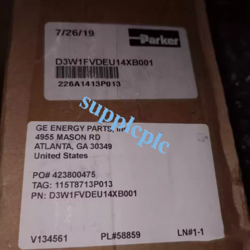 7/26/19
Parker
D3W1FVDEU14XB001
226A1413P013
supplcplc
GE ENERGY PARTS, INC
4955 MASON RD
ATLANTA, GA 30349
United States
PO# 423800475
TAG: 115T8713P013
PN: D3W1FVDEU14XB001
V134561 PL#58859 LN#1-1